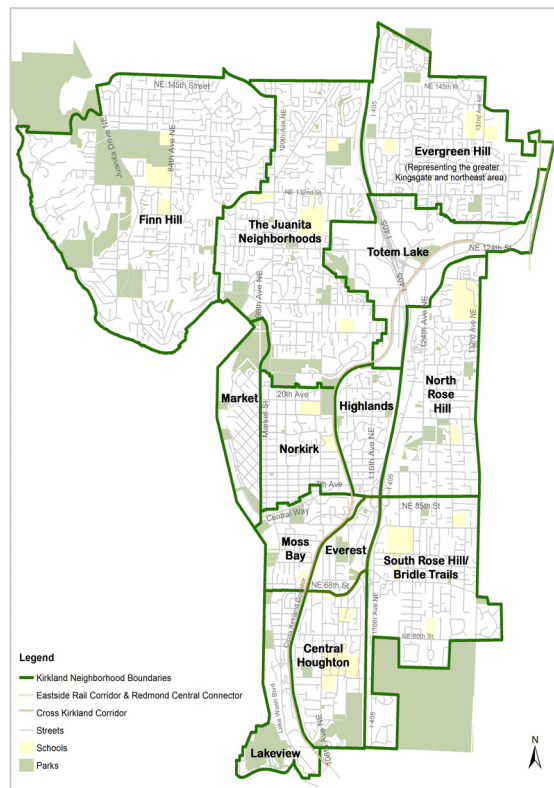 NE 145th Street
NE 145th Pl
Juanita Drive NE
84th Ave NE
100th Ave NE
I 405
132nd Ave NE
Evergreen Hill
(Representing the greater
Kingsgate and northeast area)
Finn Hill
NE 132nd St
The Juanita
Neighborhoods
Totem Lake
I 405
I 405
NE 124th St
98th Ave NE
124th Ave NE
132nd Ave NE
Market
Market St
20th Ave
Highlands
North
Rose
Hill
Norkirk
116th Ave NE
I 405
7th Ave
NE 85th St
Central Way
Moss
Bay
Everest
South Rose Hill/
Bridle Trails
NE 68th St
Cross Kirkland Corridor
116th Ave NE
NE 60th St
Central
Houghton
Lake Wash Blvd
I 405
108th Ave NE
Lakeview
Legend
Kirkland Neighborhood Boundaries
Eastside Rail Corridor & Redmond Central Connector
Cross Kirkland Corridor
Streets
Schools
Parks
N